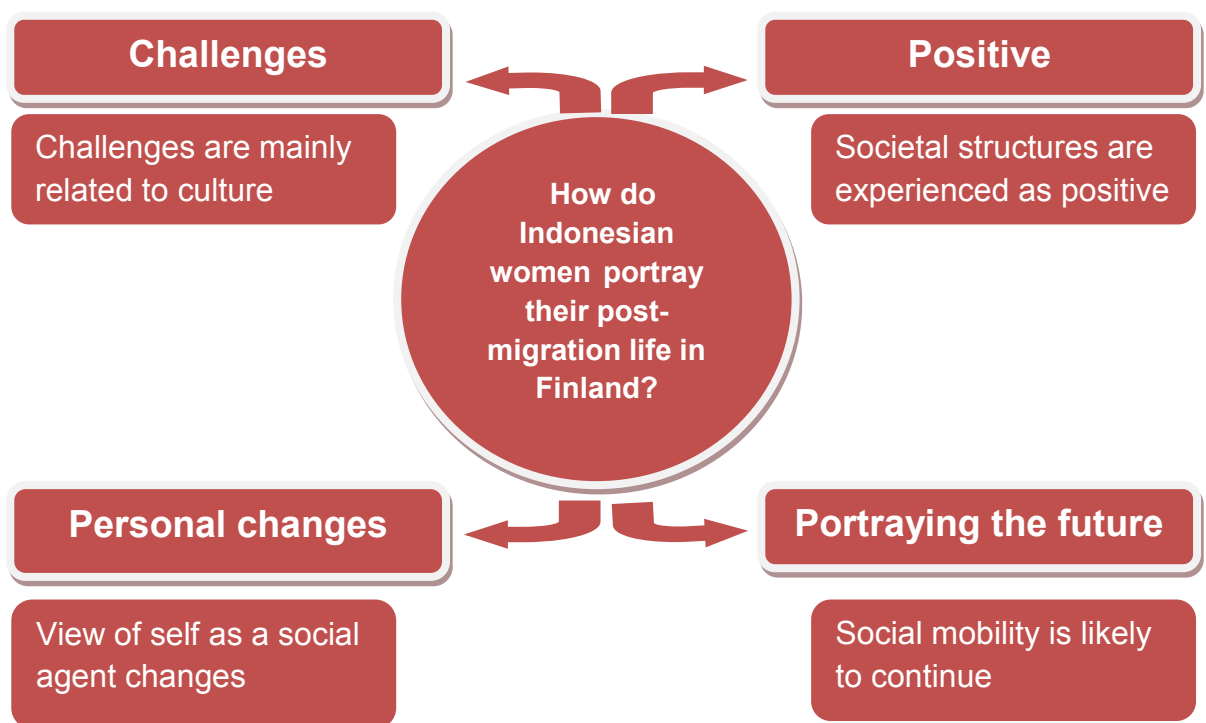 Challenges
Challenges are mainly
related to culture
Positive
Societal structures are
experienced as positive
How do
Indonesian
women portray
their post-
migration life in
Finland?
Personal changes
View of self as a social
agent changes
Portraying the future
Social mobility is likely
to continue